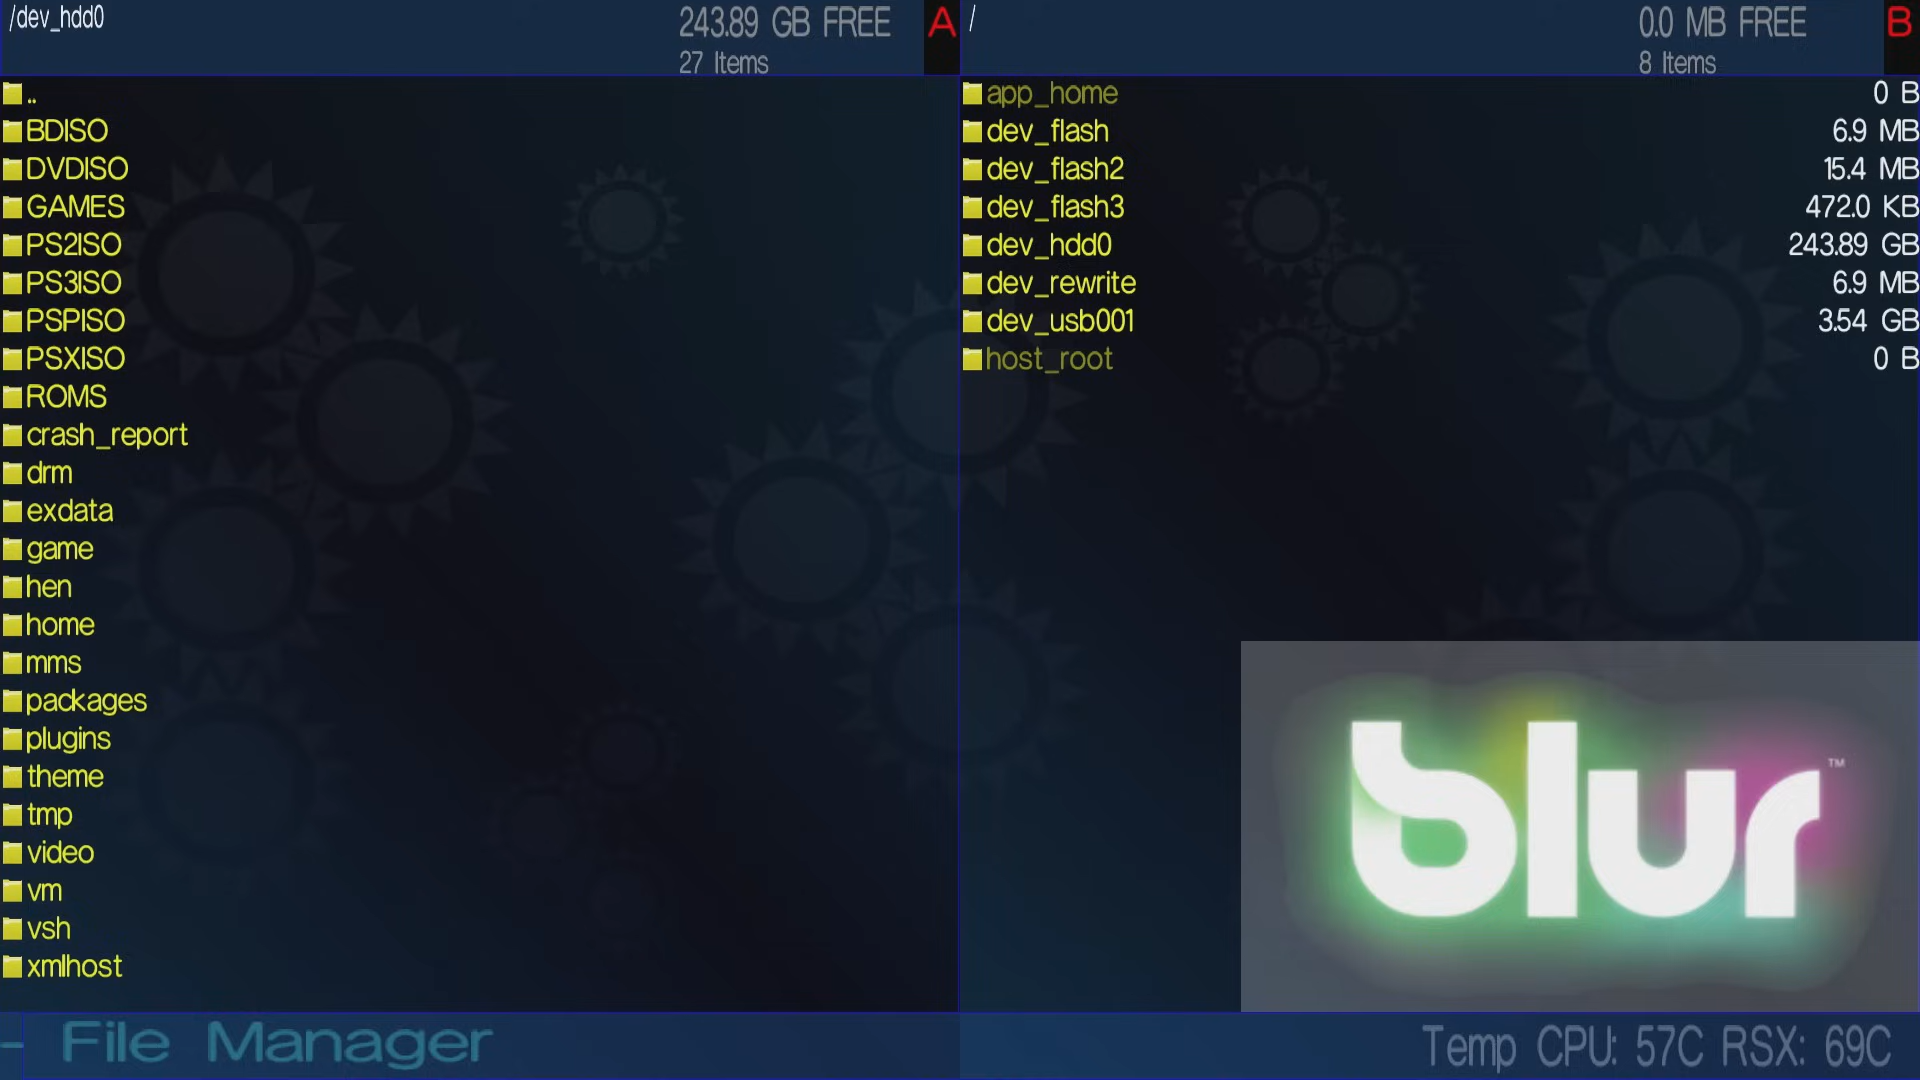 /dev_hdd0
243.89 GB FREE
27 Items
A
..
BDISO
DVDISO
GAMES
PS2ISO
PS3ISO
PSPISO
PSXISO
ROMS
crash_report
drm
exdata
game
hen
home
mms
packages
plugins
theme
tmp
video
vm
vsh
xmlhost
/
0.0 MB FREE
8 Items
B
app_home 0 B
dev_flash 6.9 MB
dev_flash2 15.4 MB
dev_flash3 472.0 KB
dev_hdd0 243.89 GB
dev_rewrite 6.9 MB
dev_usb001 3.54 GB
host_root 0 B
blur™
- File Manager
Temp CPU: 57C RSX: 69C